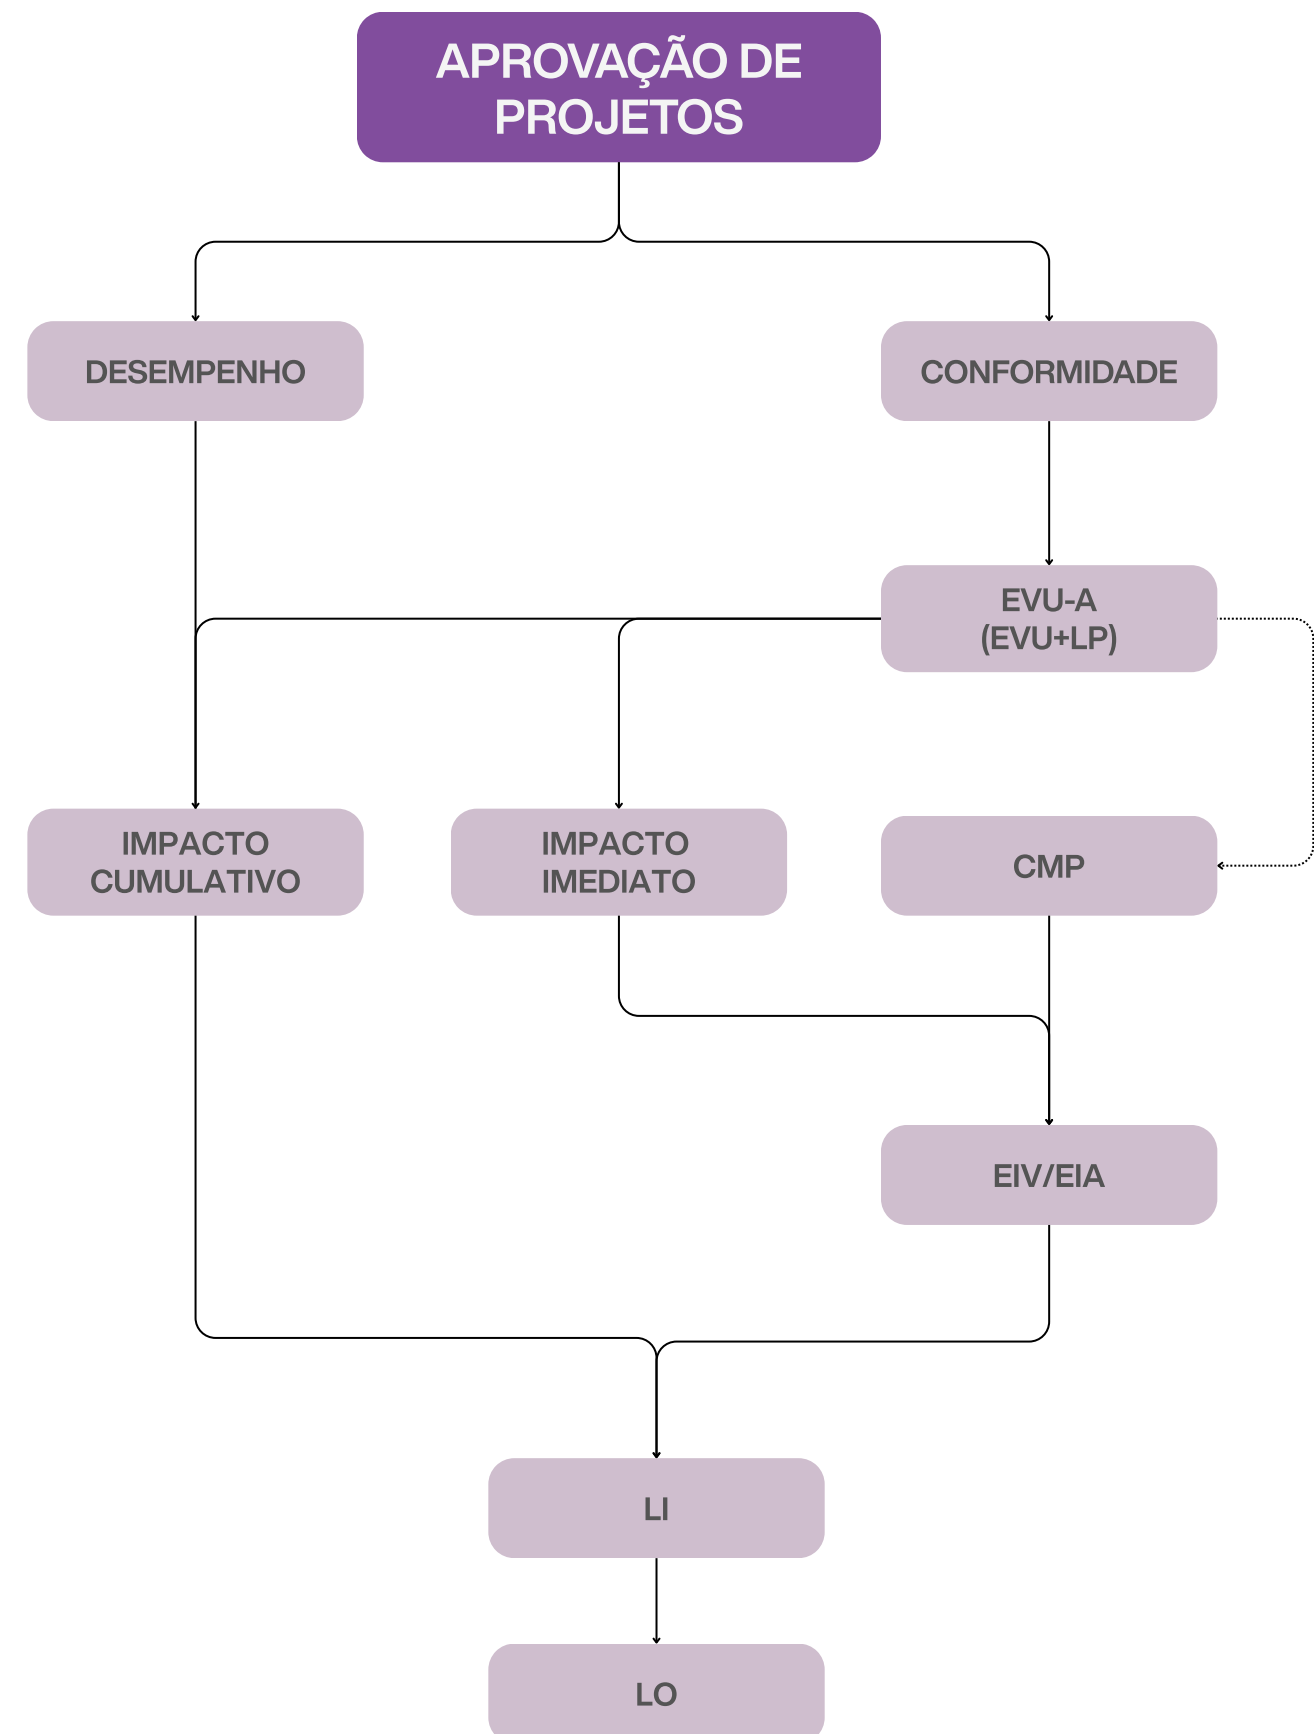 APROVAÇÃO DE
PROJETOS
DESEMPENHO
CONFORMIDADE
EVU-A
(EVU+LP)
IMPACTO
CUMULATIVO
IMPACTO
IMEDIATO
CMP
EIV/EIA
LI
LO